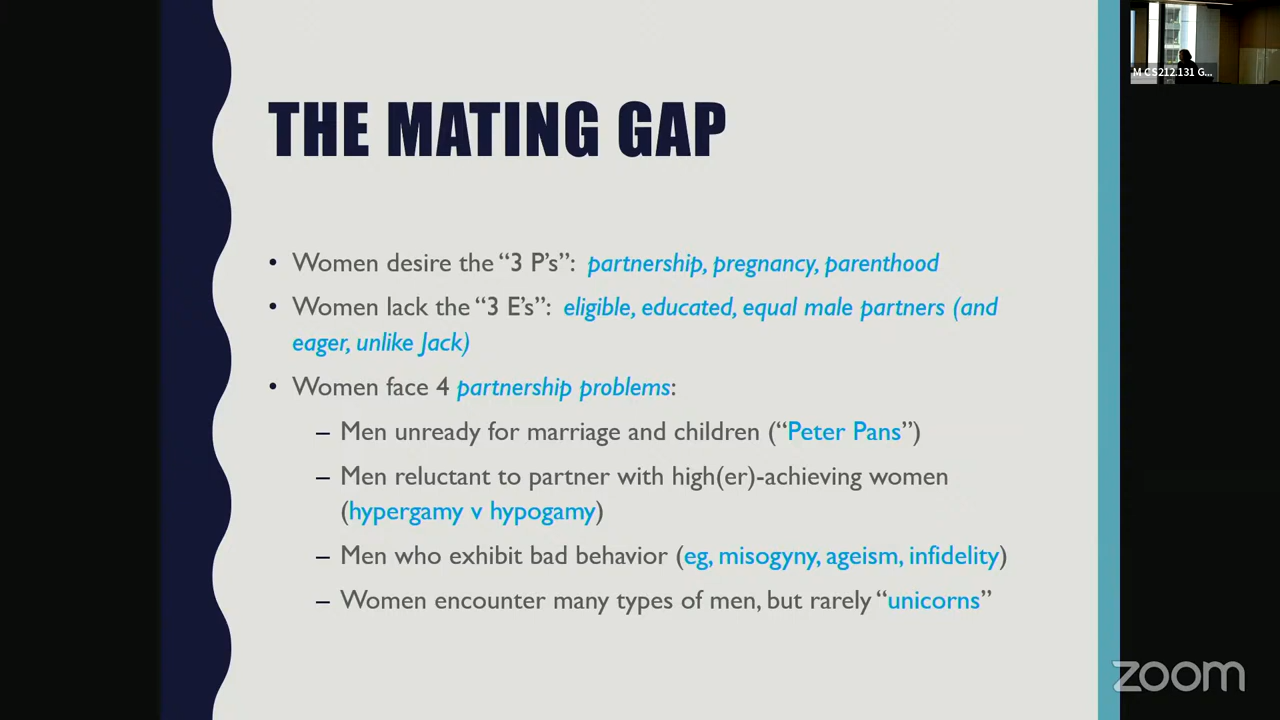 M CS212.131 G...
THE MATING GAP
• Women desire the “3 P’s”: partnership, pregnancy, parenthood
• Women lack the “3 E’s”: eligible, educated, equal male partners (and
eager, unlike Jack)
• Women face 4 partnership problems:
– Men unready for marriage and children (“Peter Pans”)
– Men reluctant to partner with high(er)-achieving women
(hypergamy v hypogamy)
– Men who exhibit bad behavior (eg, misogyny, ageism, infidelity)
– Women encounter many types of men, but rarely “unicorns”
zoom